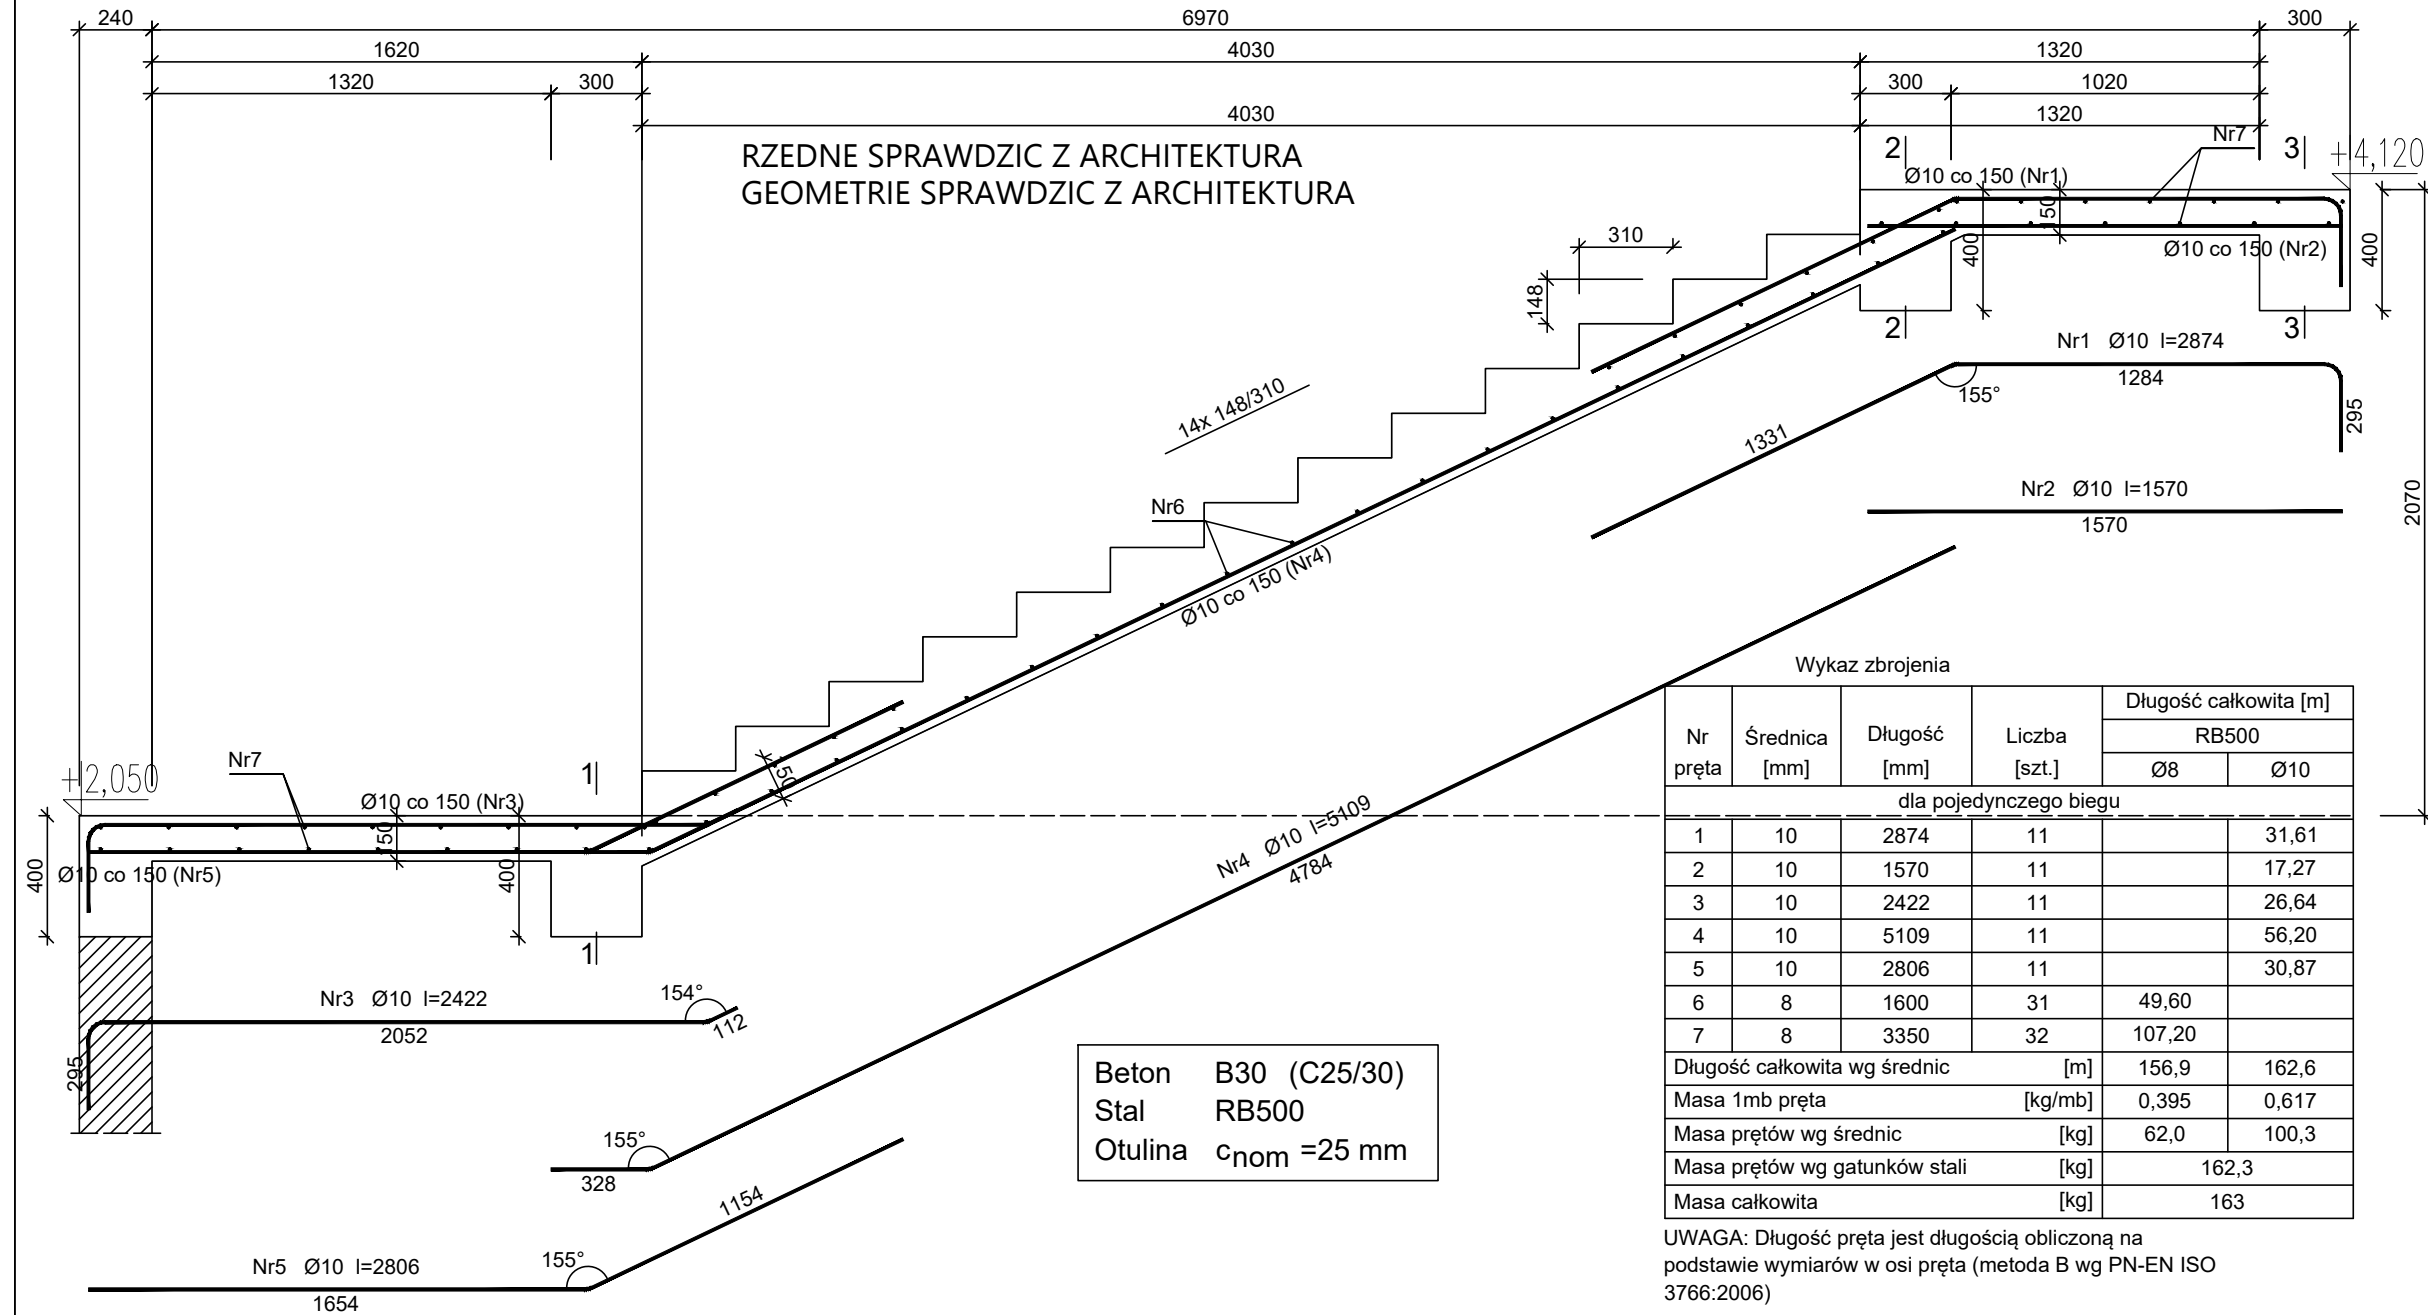 240
6970
300
1620
4030
1320
1320
300
300
1020
4030
1320
RZEDNE SPRAWDZIC Z ARCHITEKTURA
GEOMETRIE SPRAWDZIC Z ARCHITEKTURA
2
Nr7
3
+4,120
Ø10 co 150 (Nr1)
150
400
Ø10 co 150 (Nr2)
400
310
148
2
3
Nr1 Ø10 l=2874
1284
155°
295
1331
14x 148/310
Nr2 Ø10 l=1570
1570
2070
Nr6
Ø10 co 150 (Nr4)
+2,050
Nr7
1
150
Ø10 co 150 (Nr3)
150
400
400
Ø10 co 150 (Nr5)
1
Nr4 Ø10 l=5109
4784
Nr3 Ø10 l=2422
154°
112
2052
295
155°
328
1154
Nr5 Ø10 l=2806
155°
1654
Beton B30 (C25/30)
Stal RB500
Otulina cnom =25 mm
Wykaz zbrojenia
Nr pręta Średnica [mm] Długość [mm] Liczba [szt.] Długość całkowita [m]
RB500
Ø8 Ø10
dla pojedynczego biegu
1 10 2874 11 31,61
2 10 1570 11 17,27
3 10 2422 11 26,64
4 10 5109 11 56,20
5 10 2806 11 30,87
6 8 1600 31 49,60
7 8 3350 32 107,20
Długość całkowita wg średnic [m] 156,9 162,6
Masa 1mb pręta [kg/mb] 0,395 0,617
Masa prętów wg średnic [kg] 62,0 100,3
Masa prętów wg gatunków stali [kg] 162,3
Masa całkowita [kg] 163
UWAGA: Długość pręta jest długością obliczoną na
podstawie wymiarów w osi pręta (metoda B wg PN-EN ISO
3766:2006)